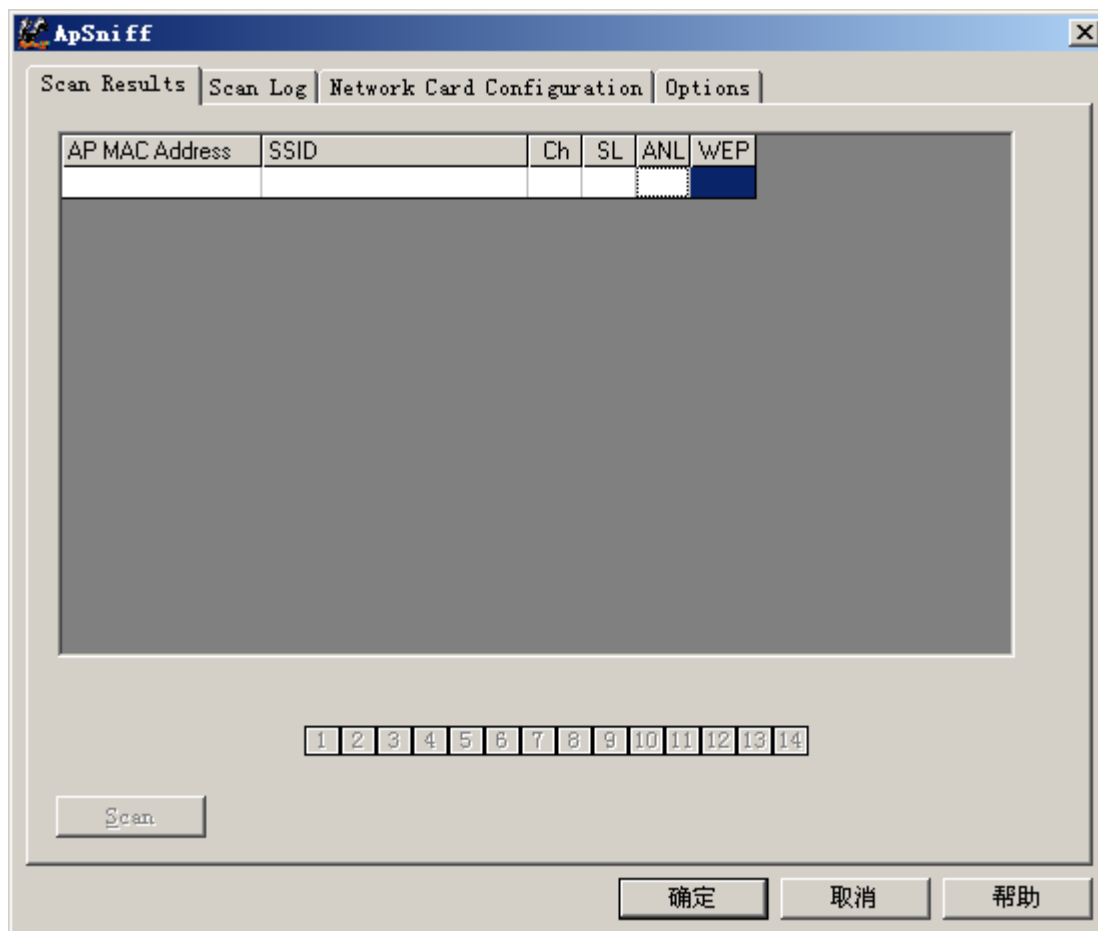 ApSniff
Scan Results Scan Log Network Card Configuration Options
AP MAC Address SSID Ch SL ANL WEP
1 2 3 4 5 6 7 8 9 10 11 12 13 14
Scan
确定 取消 帮助